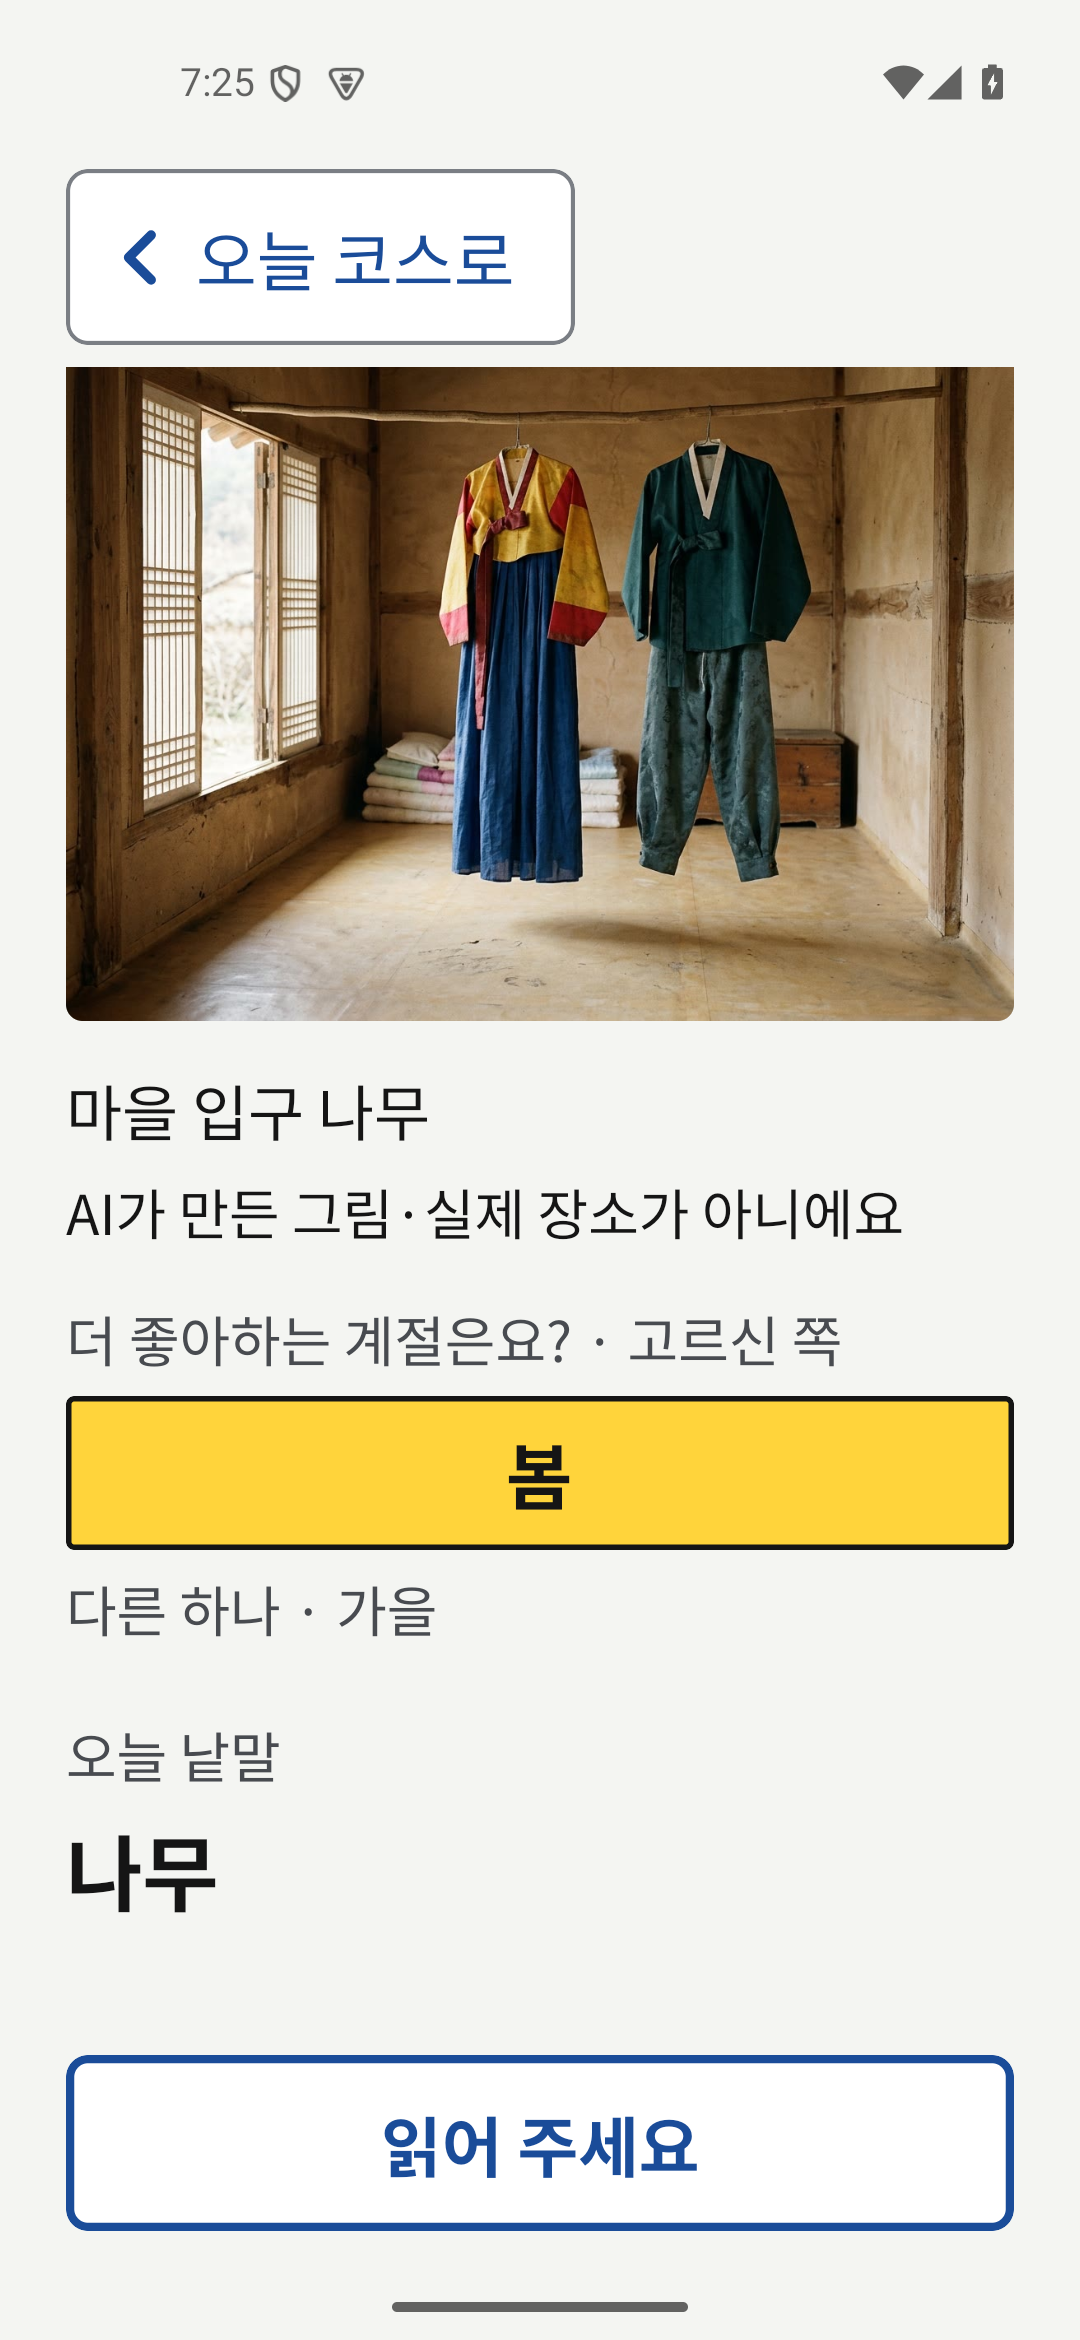 7:25
오늘 코스로
마을 입구 나무
AI가 만든 그림·실제 장소가 아니에요
더 좋아하는 계절은요? · 고르신 쪽
봄
다른 하나 · 가을
오늘 낱말
나무
읽어 주세요